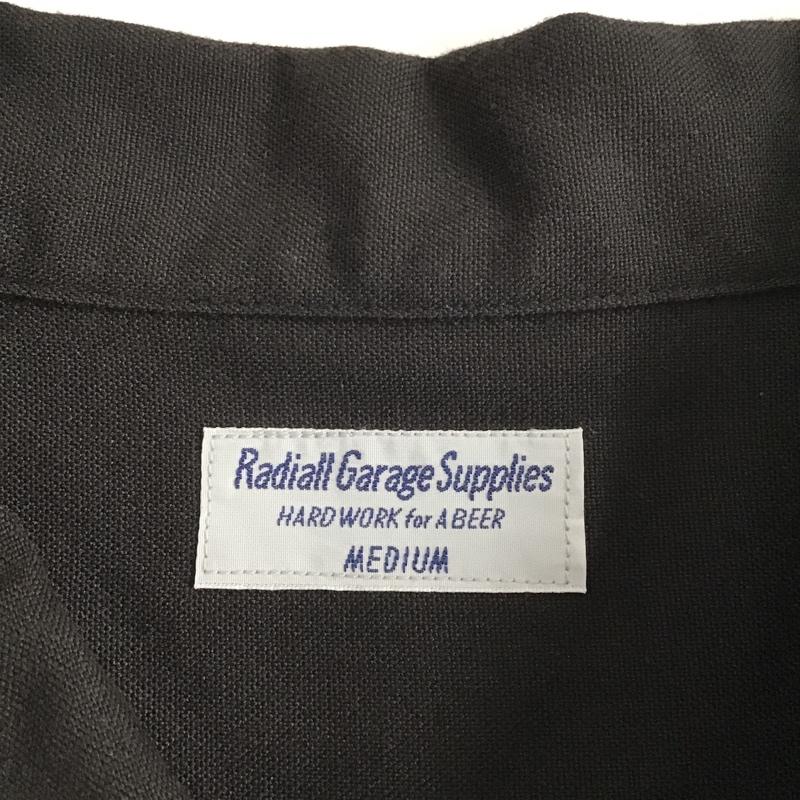 Radiall Garage Supplies
HARD WORK for A BEER
MEDIUM